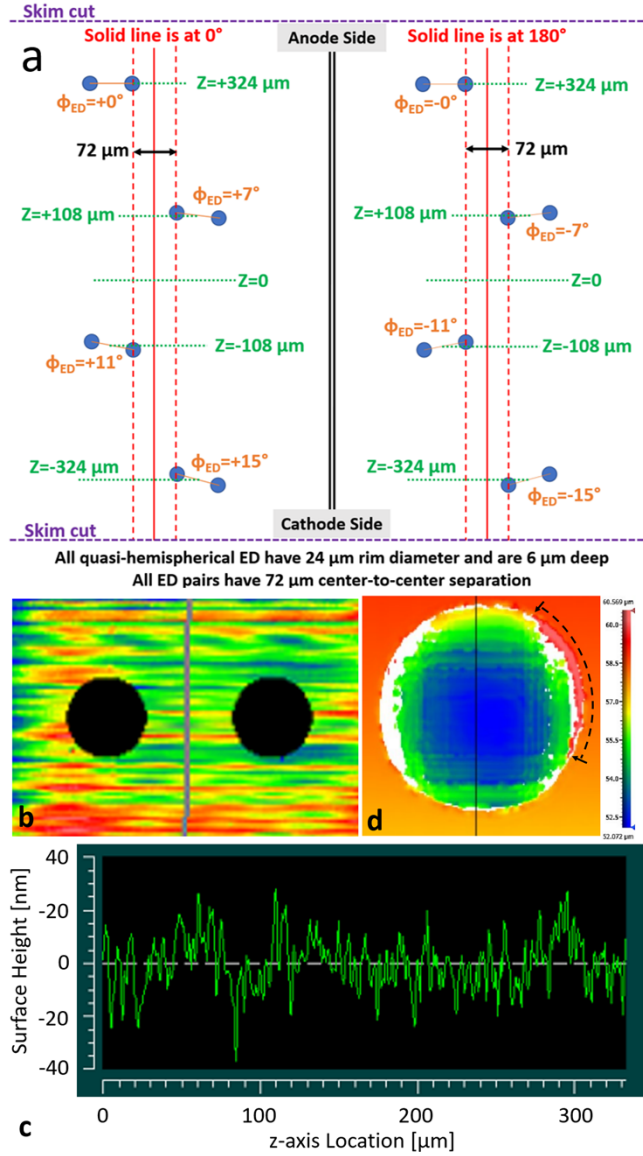 Skim cut
Solid line is at 0°
Anode Side
Solid line is at 180°
a
Z=+324 µm
Z=+324 µm
ΦED=+0°
ΦED=-0°
72 µm
72 µm
ΦED=+7°
Z=+108 µm
Z=+108 µm
ΦED=-7°
Z=0
Z=0
ΦED=-11°
Z=-108 µm
Z=-108 µm
ΦED=+11°
ΦED=+15°
Z=-324 µm
Z=-324 µm
ΦED=-15°
Cathode Side
Skim cut
All quasi-hemispherical ED have 24 µm rim diameter and are 6 µm deep
All ED pairs have 72 µm center-to-center separation
60.569 µm
60.0
58.5
57.0
55.5
54.0
52.5
52.072 µm
b
d
40
-20
0
-20
-40
Surface Height [nm]
0
100
200
300
z-axis Location [µm]
c